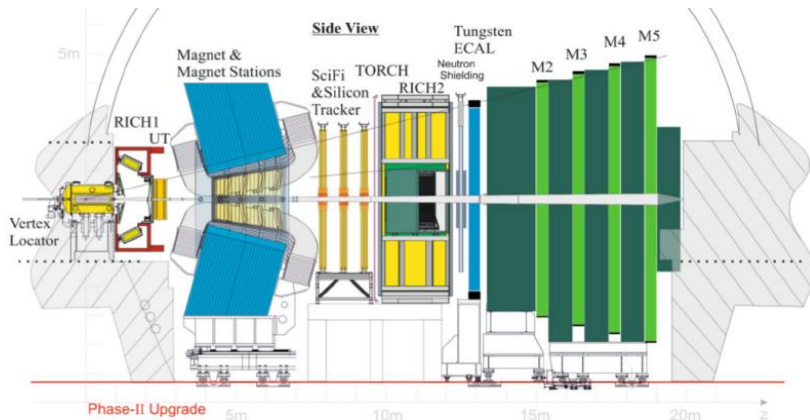 Side View
5m
Magnet &
Magnet Stations
RICH1
UT
SciFi
&Silicon
Tracker
TORCH
RICH2
Neutron
Shielding
Tungsten
ECAL
M2
M3
M4
M5
Vertex
Locator
Phase-II Upgrade
5m
10m
15m
20m
z